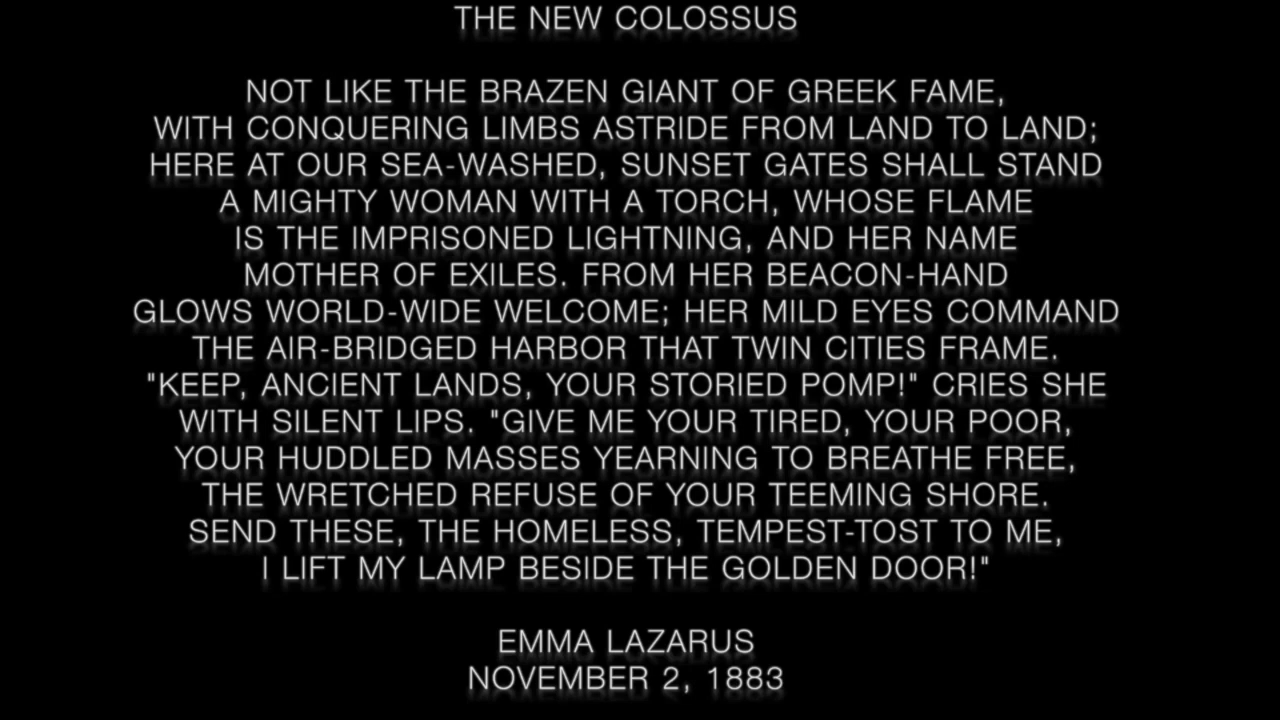 THE NEW COLOSSUS
NOT LIKE THE BRAZEN GIANT OF GREEK FAME,
WITH CONQUERING LIMBS ASTRIDE FROM LAND TO LAND;
HERE AT OUR SEA-WASHED, SUNSET GATES SHALL STAND
A MIGHTY WOMAN WITH A TORCH, WHOSE FLAME
IS THE IMPRISONED LIGHTNING, AND HER NAME
MOTHER OF EXILES. FROM HER BEACON-HAND
GLOWS WORLD-WIDE WELCOME; HER MILD EYES COMMAND
THE AIR-BRIDGED HARBOR THAT TWIN CITIES FRAME.
"KEEP, ANCIENT LANDS, YOUR STORIED POMP!" CRIES SHE
WITH SILENT LIPS. "GIVE ME YOUR TIRED, YOUR POOR,
YOUR HUDDLED MASSES YEARNING TO BREATHE FREE,
THE WRETCHED REFUSE OF YOUR TEEMING SHORE.
SEND THESE, THE HOMELESS, TEMPEST-TOST TO ME,
I LIFT MY LAMP BESIDE THE GOLDEN DOOR!"
EMMA LAZARUS
NOVEMBER 2, 1883